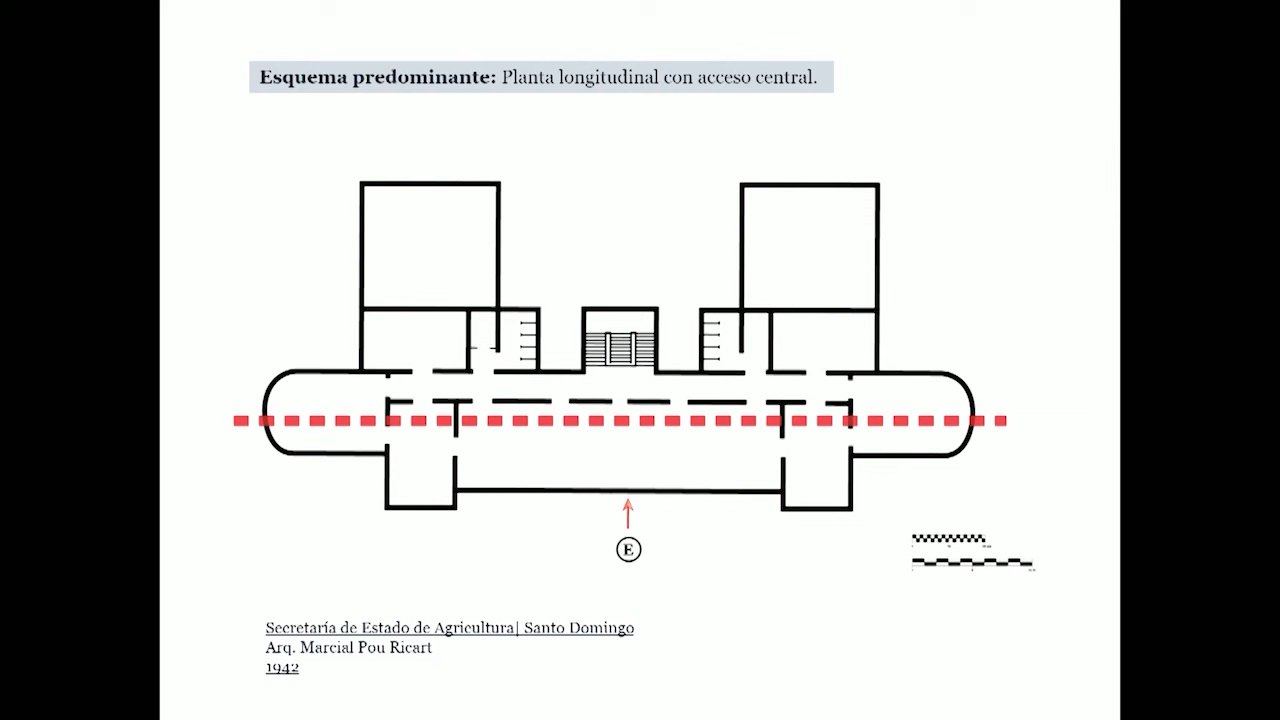 Esquema predominante: Planta longitudinal con acceso central.
E
Secretaría de Estado de Agricultura| Santo Domingo
Arq. Marcial Pou Ricart
1942